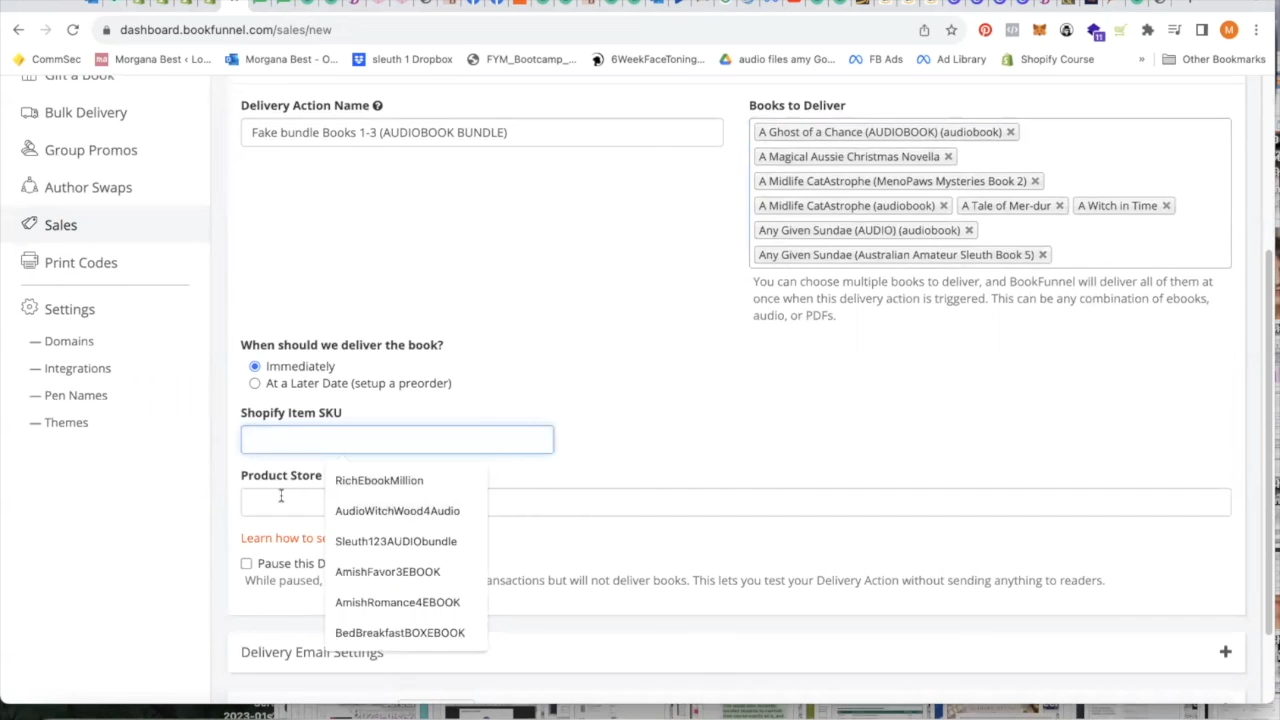 dashboard.bookfunnel.com/sales/new
11
M
CommSec
Morgana Best ‹ Lo...
Morgana Best - O...
sleuth 1 Dropbox
FYM_Bootcamp_...
6WeekFaceToning...
audio files amy Go...
FB Ads
Ad Library
Shopify Course
»
Other Bookmarks
Gift a Book
Bulk Delivery
Group Promos
Author Swaps
Sales
Print Codes
Settings
— Domains
— Integrations
— Pen Names
— Themes
Delivery Action Name
Fake bundle Books 1-3 (AUDIOBOOK BUNDLE)
Books to Deliver
A Ghost of a Chance (AUDIOBOOK) (audiobook) ×
A Magical Aussie Christmas Novella ×
A Midlife CatAstrophe (MenoPaws Mysteries Book 2) ×
A Midlife CatAstrophe (audiobook) × A Tale of Mer-dur × A Witch in Time ×
Any Given Sundae (AUDIO) (audiobook) ×
Any Given Sundae (Australian Amateur Sleuth Book 5) ×
You can choose multiple books to deliver, and BookFunnel will deliver all of them at
once when this delivery action is triggered. This can be any combination of ebooks,
audio, or PDFs.
When should we deliver the book?
Immediately
At a Later Date (setup a preorder)
Shopify Item SKU
Product Store
RichEbookMillion
AudioWitchWood4Audio
Sleuth123AUDIObundle
AmishFavor3EBOOK
AmishRomance4EBOOK
BedBreakfastBOXEBOOK
Learn how to se
Pause this D
While paused, nsactions but will not deliver books. This lets you test your Delivery Action without sending anything to readers.
Delivery Email Settings
+